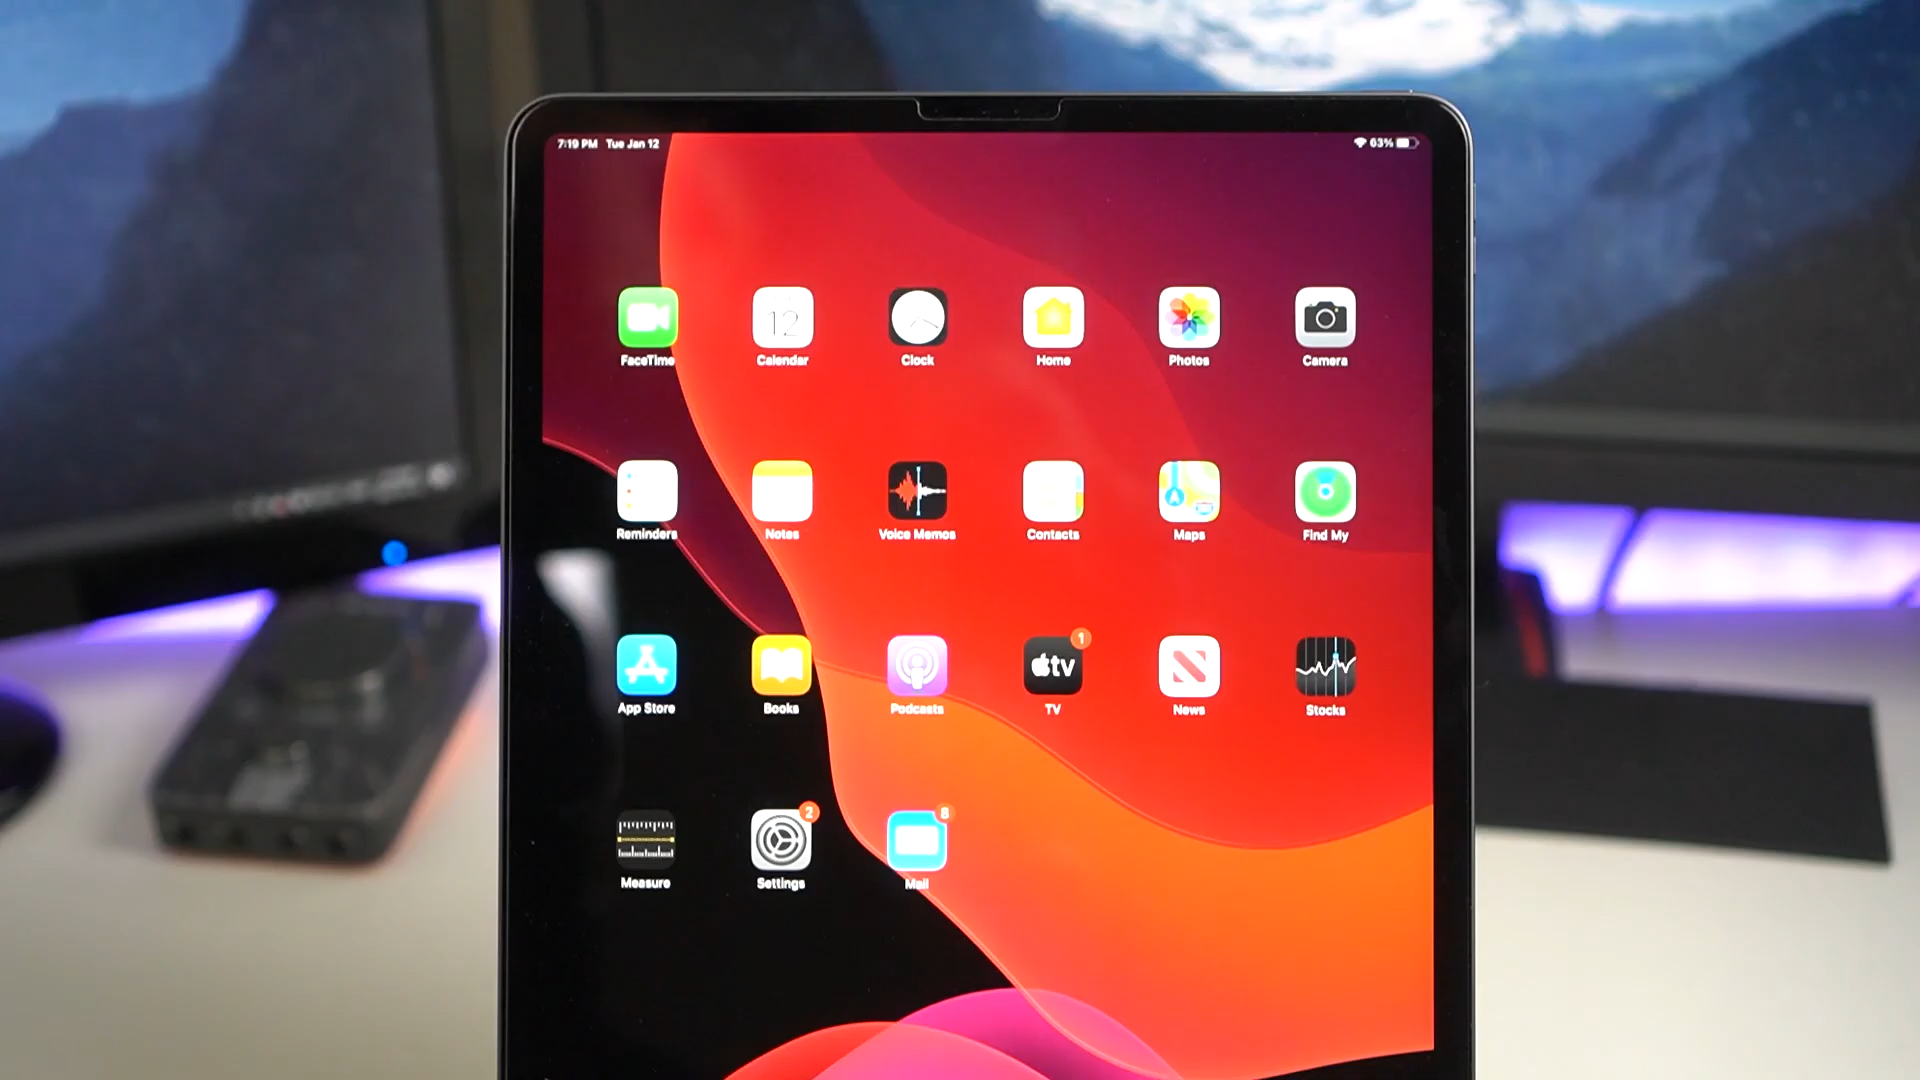 7:19 PM Tue Jan 12
63%
12
FaceTime Calendar Clock Home Photos Camera
Reminders Notes Voice Memos Contacts Maps Find My
1
tv
App Store Books Podcasts TV News Stocks
2 8
Measure Settings Mail